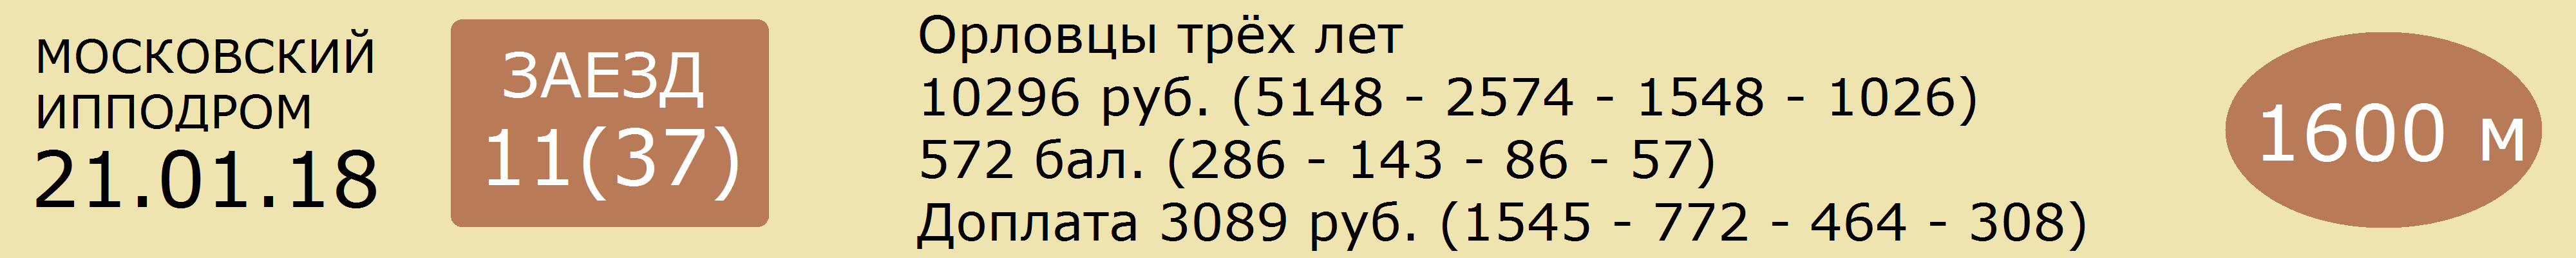 МОСКОВСКИЙ
ИППОДРОМ
21.01.18
ЗАЕЗД
11(37)
Орловцы трёх лет
10296 руб. (5148 - 2574 - 1548 - 1026)
572 бал. (286 - 143 - 86 - 57)
Доплата 3089 руб. (1545 - 772 - 464 - 308)
1600 м